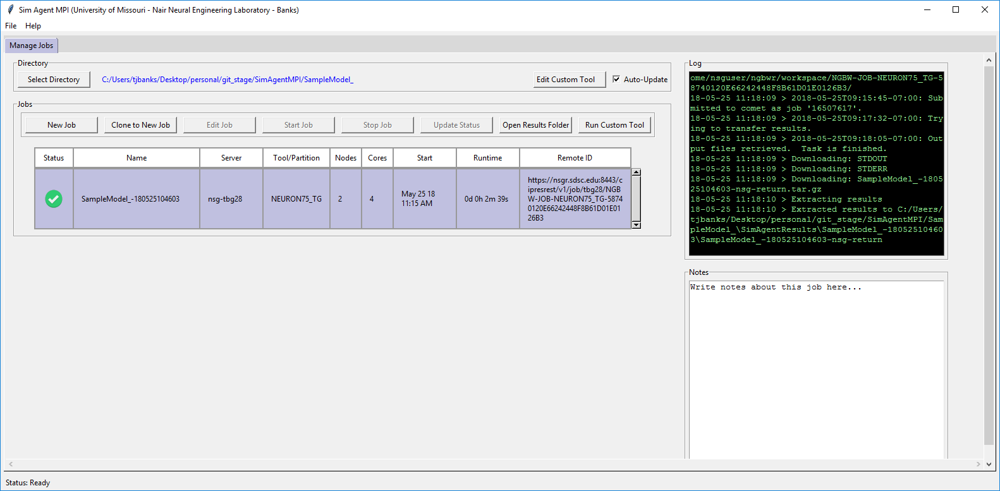 Sim Agent MPI (University of Missouri - Nair Neural Engineering Laboratory - Banks)
File Help
Manage Jobs
Directory
Select Directory C:/Users/tjbanks/Desktop/personal/git_stage/SimAgentMPI/SampleModel_ Edit Custom Tool Auto-Update
Jobs
New Job Clone to New Job Edit Job Start Job Stop Job Update Status Open Results Folder Run Custom Tool
Status Name Server Tool/Partition Nodes Cores Start Runtime Remote ID
SampleModel_-180525104603 nsg-tbg28 NEURON75_TG 2 4
May 25 18
11:15 AM
0d 0h 2m 39s
https://nsgr.sdsc.edu:8443/c
ipresrest/v1/job/tbg28/NGB
W-JOB-NEURON75_TG-5874
0120E66242448F8B61D01E01
26B3
Log
ome/nsguser/ngbwr/workspace/NGBW-JOB-NEURON75_TG-5
8740120E66242448F8B61D01E0126B3/
18-05-25 11:18:09 > 2018-05-25T09:15:45-07:00: Sub
mitted to comet as job '16507617'.
18-05-25 11:18:09 > 2018-05-25T09:17:32-07:00: Try
ing to transfer results.
18-05-25 11:18:09 > 2018-05-25T09:18:05-07:00: Out
put files retrieved.  Task is finished.
18-05-25 11:18:09 > Downloading: STDOUT
18-05-25 11:18:09 > Downloading: STDERR
18-05-25 11:18:09 > Downloading: SampleModel_-1805
25104603-nsg-return.tar.gz
18-05-25 11:18:10 > Extracting results
18-05-25 11:18:10 > Extracted results to C:/Users/
tjbanks/Desktop/personal/git_stage/SimAgentMPI/Sam
pleModel_\SimAgentResults\SampleModel_-18052510460
3\SampleModel_-180525104603-nsg-return
Notes
Write notes about this job here...
Status: Ready